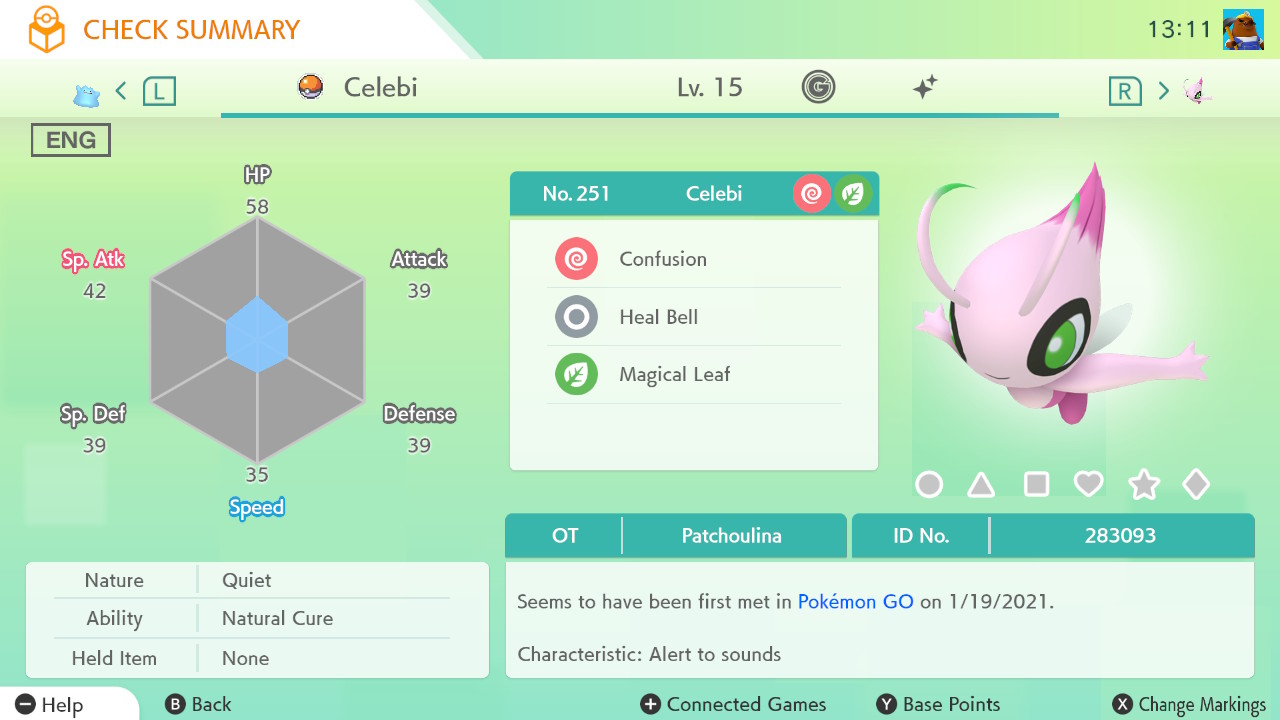 CHECK SUMMARY
13:11
L
Celebi
Lv. 15
G
R
ENG
HP
58
Sp. Atk
42
Attack
39
Sp. Def
39
Defense
39
35
Speed
No. 251 Celebi
Confusion
Heal Bell
Magical Leaf
OT Patchoulina ID No. 283093
Nature Quiet
Ability Natural Cure
Held Item None
Seems to have been first met in Pokémon GO on 1/19/2021.
Characteristic: Alert to sounds
Help
B Back
Connected Games
Y Base Points
X Change Markings